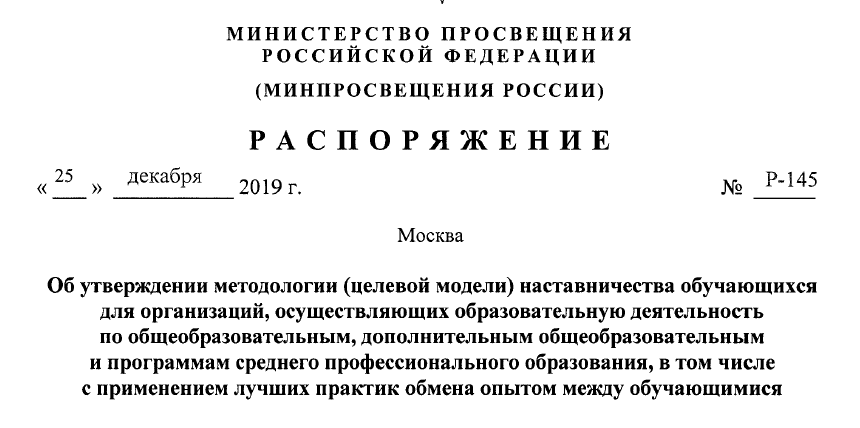 МИНИСТЕРСТВО ПРОСВЕЩЕНИЯ
РОССИЙСКОЙ ФЕДЕРАЦИИ
(МИНПРОСВЕЩЕНИЯ РОССИИ)
РАСПОРЯЖЕНИЕ
« 25 » декабря 2019 г. № Р-145
Москва
Об утверждении методологии (целевой модели) наставничества обучающихся
для организаций, осуществляющих образовательную деятельность
по общеобразовательным, дополнительным общеобразовательным
и программам среднего профессионального образования, в том числе
с применением лучших практик обмена опытом между обучающимися